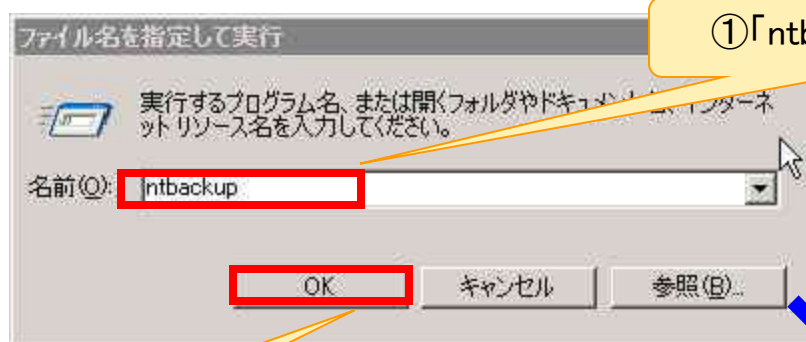 ファイル名を指定して実行
①「ntb
実行するプログラム名、または開くフォルダやドキュメント名、インターネ
ット リソース名を入力してください。
名前(O):
ntbackup
OK
キャンセル
参照(B)...